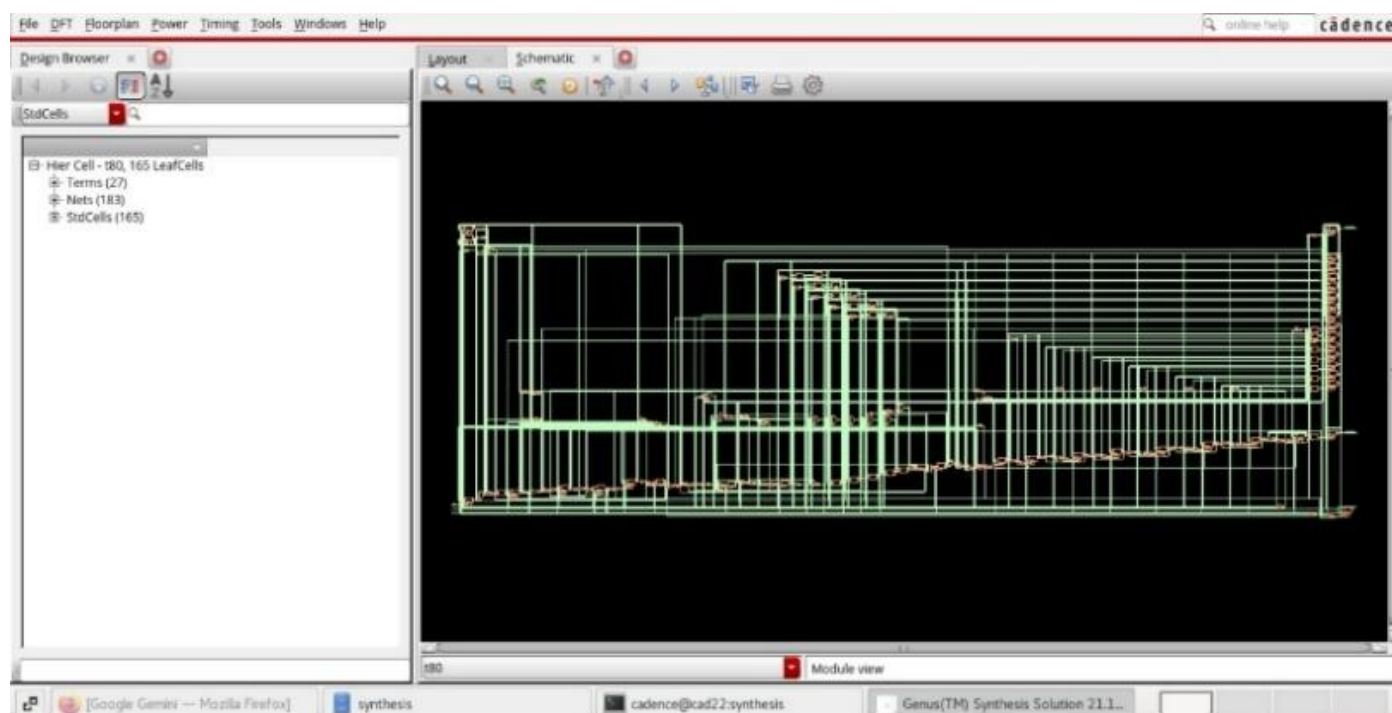 File DFT Floorplan Power Timing Tools Windows Help
online help
cādence
Design Browser
Layout
Schematic
StdCells
Hier Cell - t80, 165 LeafCells
Terms (27)
Nets (183)
StdCells (165)
t80
Module view
[Google Gemini — Mozilla Firefox]
synthesis
cadence@cad22:synthesis
Genus(TM) Synthesis Solution 21.1...